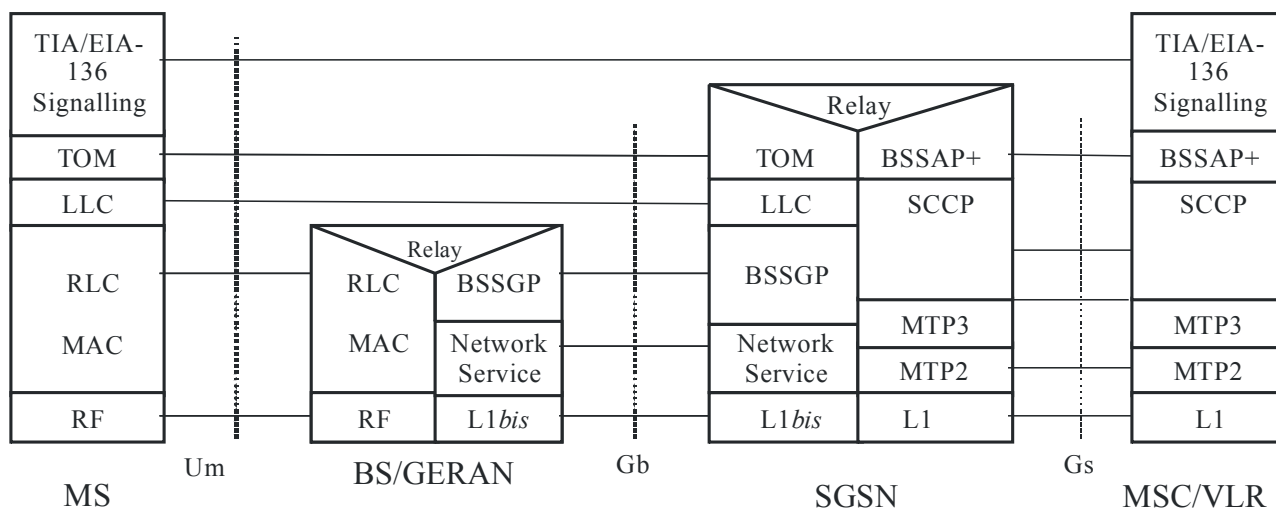 TIA/EIA-
136
Signalling
TIA/EIA-
136
Signalling
Relay
TOM
TOM
BSSAP+
BSSAP+
LLC
LLC
SCCP
SCCP
Relay
RLC
RLC
BSSGP
BSSGP
MAC
MAC
Network
Service
Network
Service
MTP3
MTP3
MTP2
MTP2
RF
RF
L1bis
L1bis
L1
L1
Um
Gb
Gs
MS
BS/GERAN
SGSN
MSC/VLR